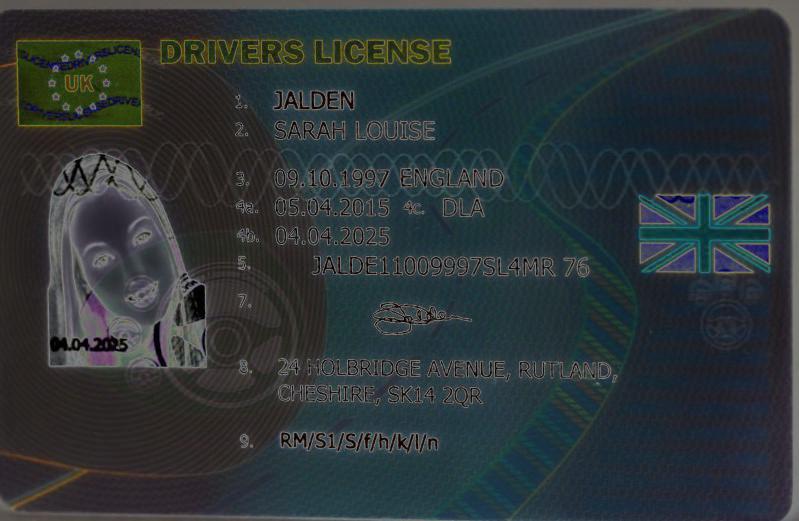 DRIVERS LICENSE
UK
1. JALDEN
2. SARAH LOUISE
3. 09.10.1997 ENGLAND
4a. 05.04.2015 4c. DLA
4b. 04.04.2025
5. JALDE11009997SL4MR 76
7.
04.04.2025
8. 24 HOLBRIDGE AVENUE, RUTLAND,
CHESHIRE, SK14 2QR
9. RM/S1/S/f/h/k/l/n